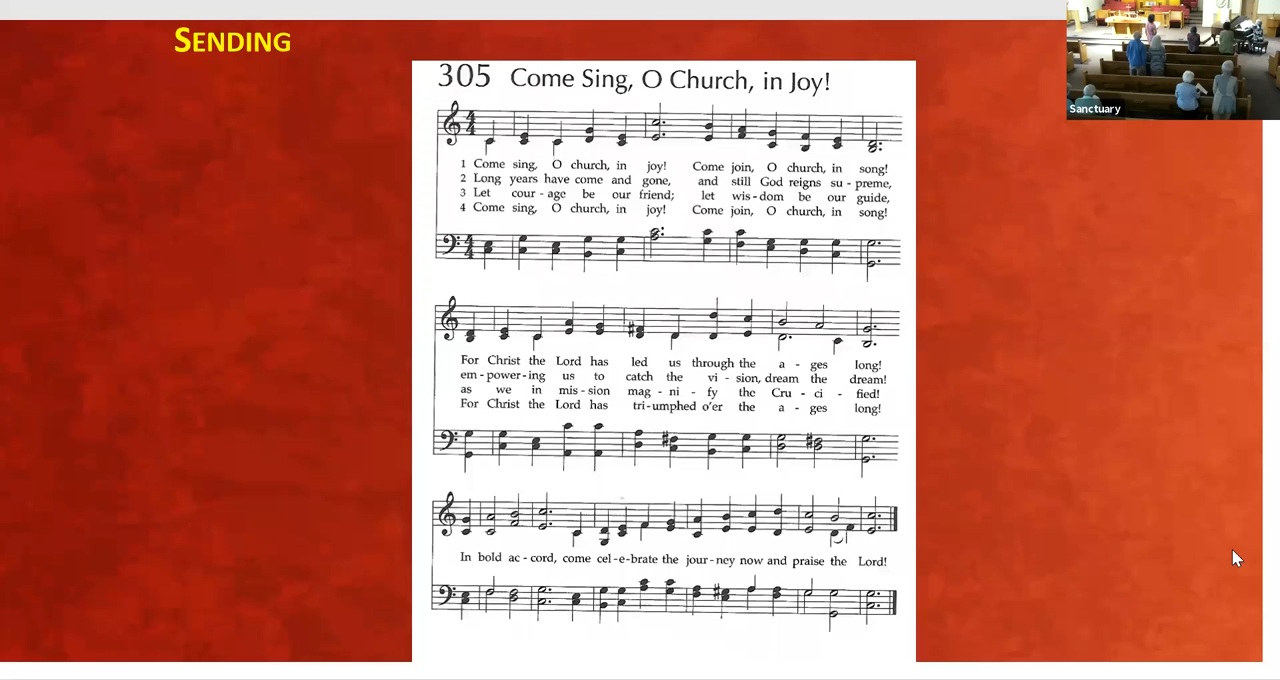 SENDING
Sanctuary
305 Come Sing, O Church, in Joy!
1 Come sing, O church, in joy! Come join, O church, in song!
2 Long years have come and gone, and still God reigns su - preme,
3 Let cour - age be our friend; let wis - dom be our guide,
4 Come sing, O church, in joy! Come join, O church, in song!
For Christ the Lord has led us through the a - ges long!
em - power - ing us to catch the vi - sion, dream the dream!
as we in mis - sion mag - ni - fy the Cru - ci - fied!
For Christ the Lord has tri - umphed o'er the a - ges long!
In bold ac - cord, come cel - e - brate the jour - ney now and praise the Lord!